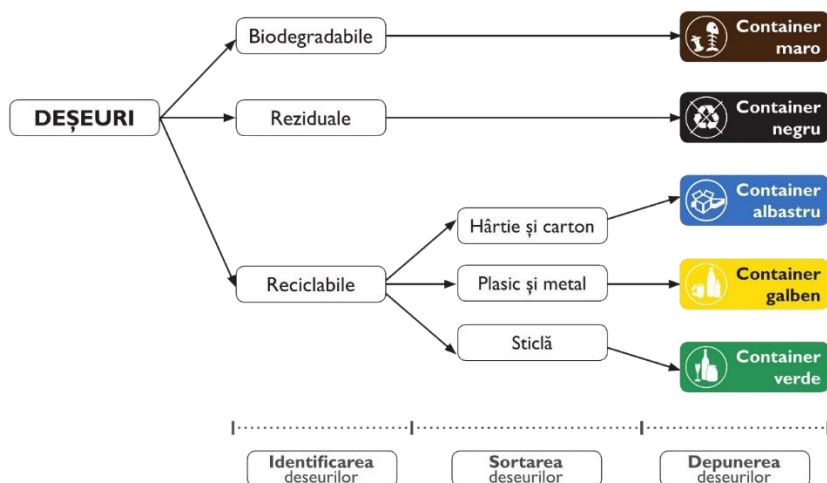 Biodegradabile
Container
maro
DEȘEURI
Reziduale
Container
negru
Hârtie și carton
Container
albastru
Reciclabile
Plasic și metal
Container
galben
Sticlă
Container
verde
Identificarea
deseurilor
Sortarea
deseurilor
Depunerea
deseurilor